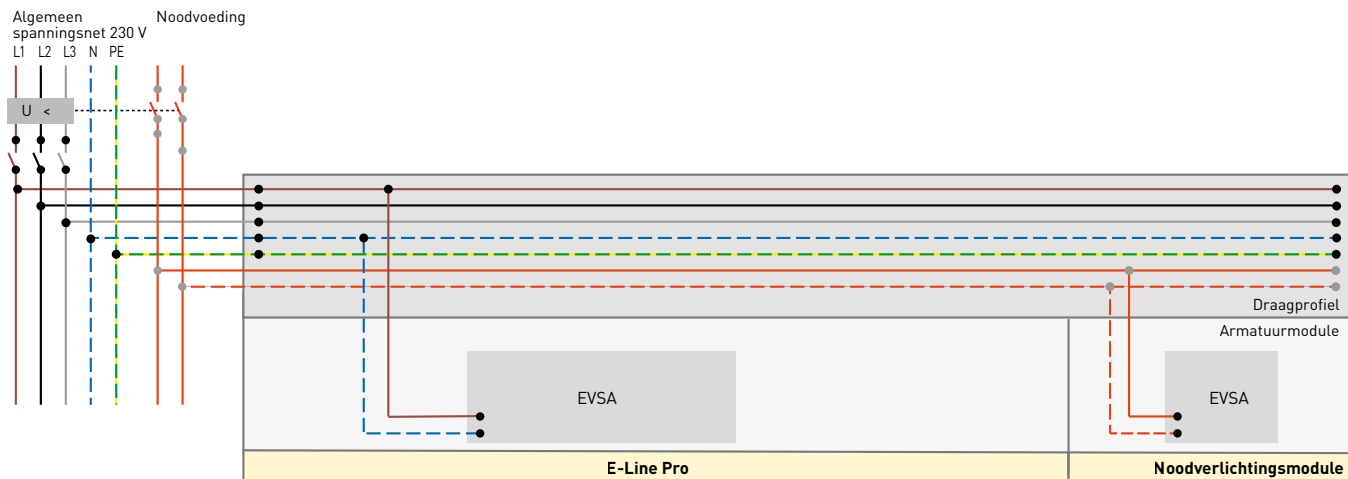 Algemeen
spanningsnet 230 V
Noodvoeding
L1 L2 L3 N PE
U <
Draagprofiel
Armatuurmodule
EVSA
EVSA
E-Line Pro
Noodverlichtingsmodule